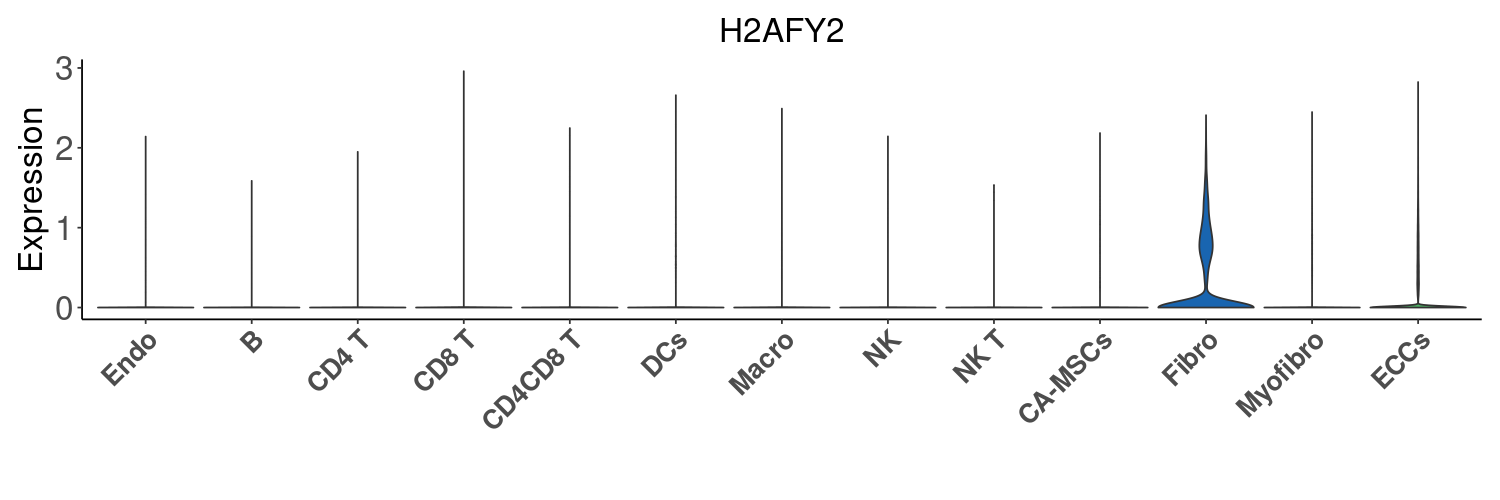 H2AFY2
Expression
3
2
1
0
Endo
B
CD4 T
CD8 T
CD4CD8 T
DCs
Macro
NK
NK T
CA-MSCs
Fibro
Myofibro
ECCs